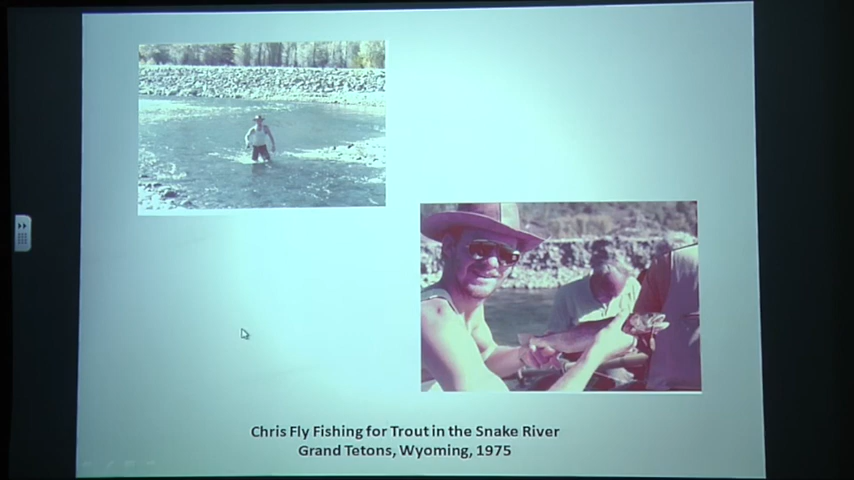 Chris Fly Fishing for Trout in the Snake River
Grand Tetons, Wyoming, 1975